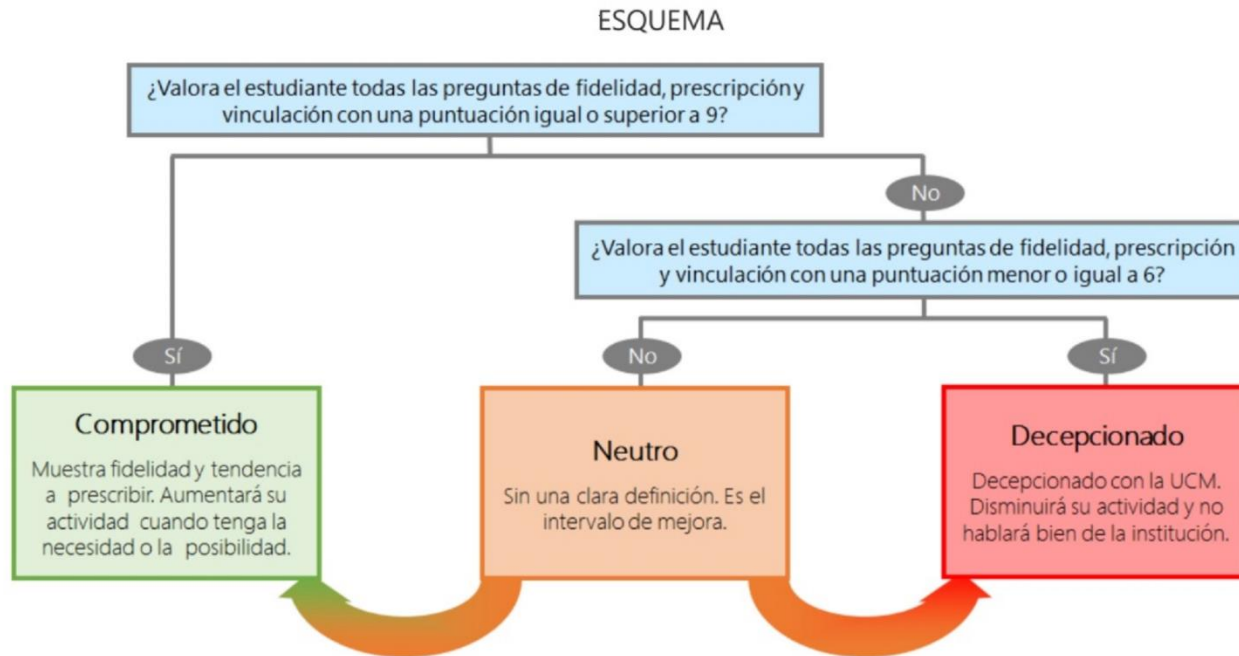 ESQUEMA
¿Valora el estudiante todas las preguntas de fidelidad, prescripción y
vinculación con una puntuación igual o superior a 9?
No
¿Valora el estudiante todas las preguntas de fidelidad, prescripción
y vinculación con una puntuación menor o igual a 6?
Sí
No
Sí
Comprometido
Muestra fidelidad y tendencia
a prescribir. Aumentará su
actividad cuando tenga la
necesidad o la posibilidad.
Neutro
Sin una clara definición. Es el
intervalo de mejora.
Decepcionado
Decepcionado con la UCM.
Disminuirá su actividad y no
hablará bien de la institución.